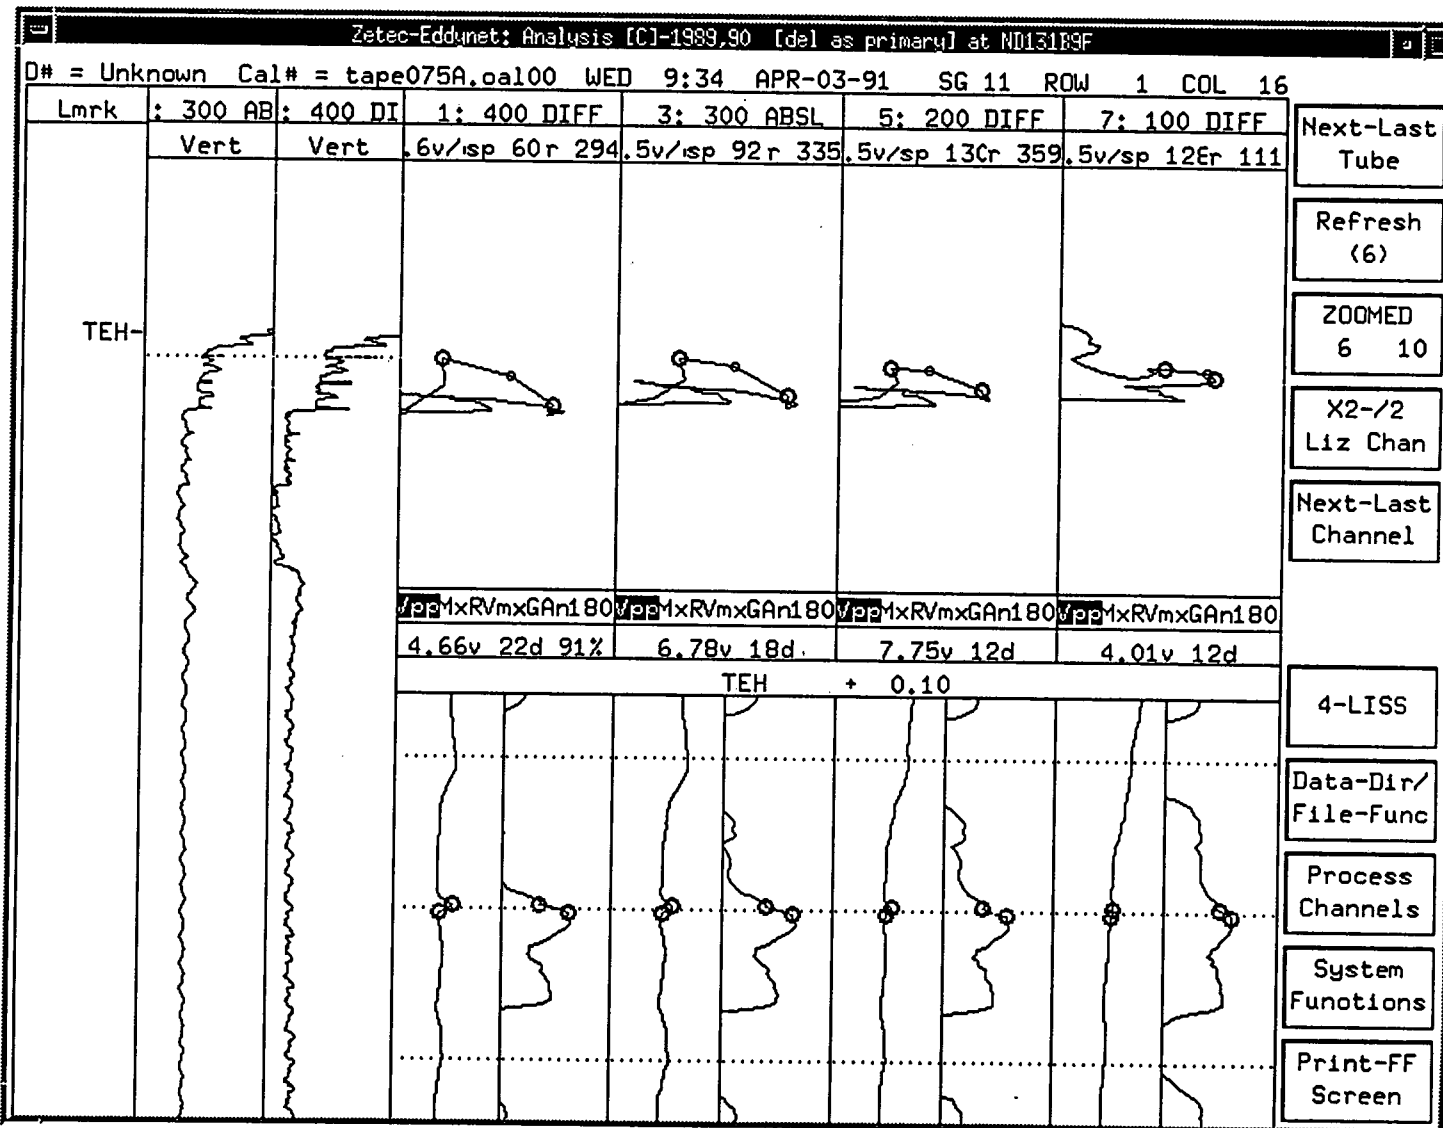 Zetec-Eddynet: Analysis [C]-1989,90 [del as primary] at ND131B9F
D# = Unknown Cal# = tape075A.oal00 WED 9:34 APR-03-91 SG 11 ROW 1 COL 16
Lmrk : 300 AB : 400 DI 1: 400 DIFF 3: 300 ABSL 5: 200 DIFF 7: 100 DIFF
Vert Vert .6v/sp 60r 294 .5v/sp 92r 335 .5v/sp 13Cr 359 .5v/sp 12Er 111
Next-Last
Tube
Refresh
(6)
ZOOMED
6 10
X2-/2
Liz Chan
Next-Last
Channel
TEH-
VppMxRVmxGAn180 VppMxRVmxGAn180 VppMxRVmxGAn180 VppMxRVmxGAn180
4.66v 22d 91% 6.78v 18d 7.75v 12d 4.01v 12d
TEH + 0.10
4-LISS
Data-Dir/
File-Func
Process
Channels
System
Funotions
Print-FF
Screen